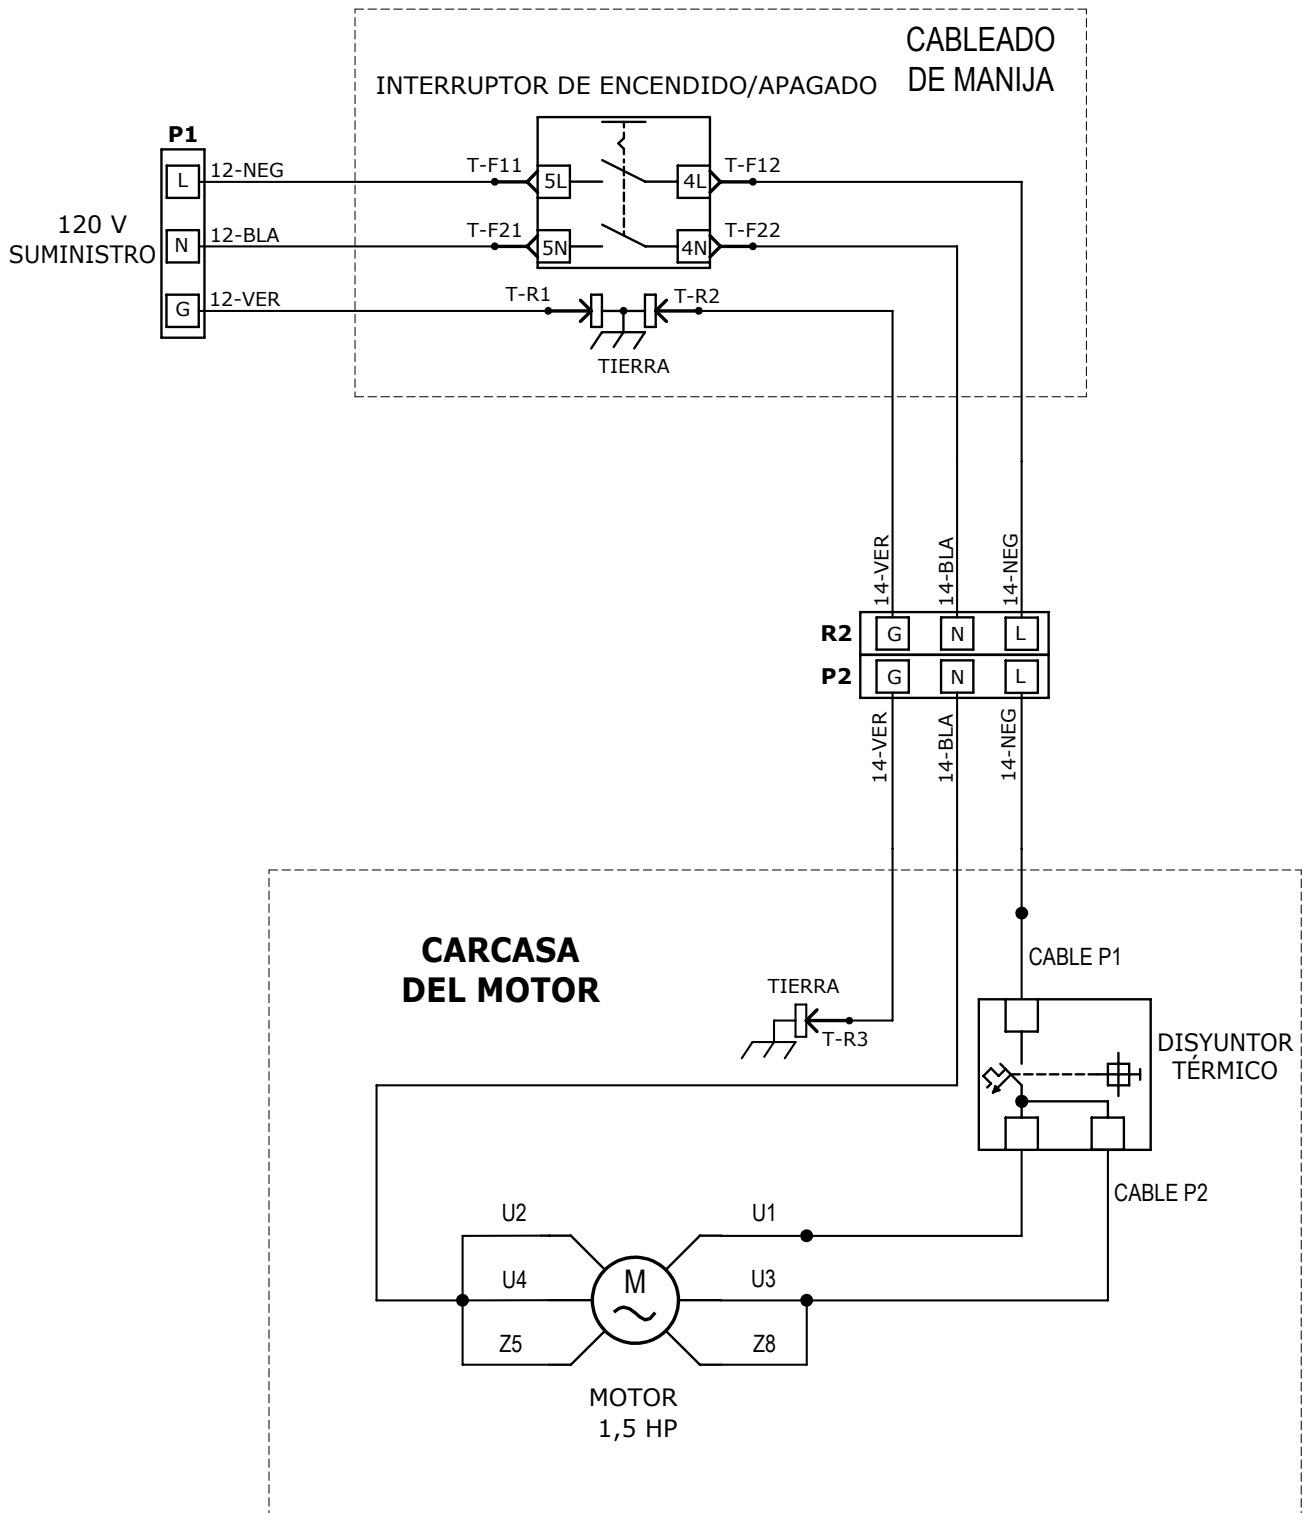 CABLEADO
DE MANIJA
INTERRUPTOR DE ENCENDIDO/APAGADO
P1
L
12-NEG
T-F11
5L
4L
T-F12
120 V
SUMINISTRO
N
12-BLA
T-F21
5N
4N
T-F22
G
12-VER
T-R1
T-R2
TIERRA
14-VER
14-BLA
14-NEG
R2
G
N
L
P2
G
N
L
14-VER
14-BLA
14-NEG
CARCASA
DEL MOTOR
CABLE P1
TIERRA
T-R3
DISYUNTOR
TÉRMICO
CABLE P2
U2
U1
U4
M
U3
Z5
Z8
MOTOR
1,5 HP